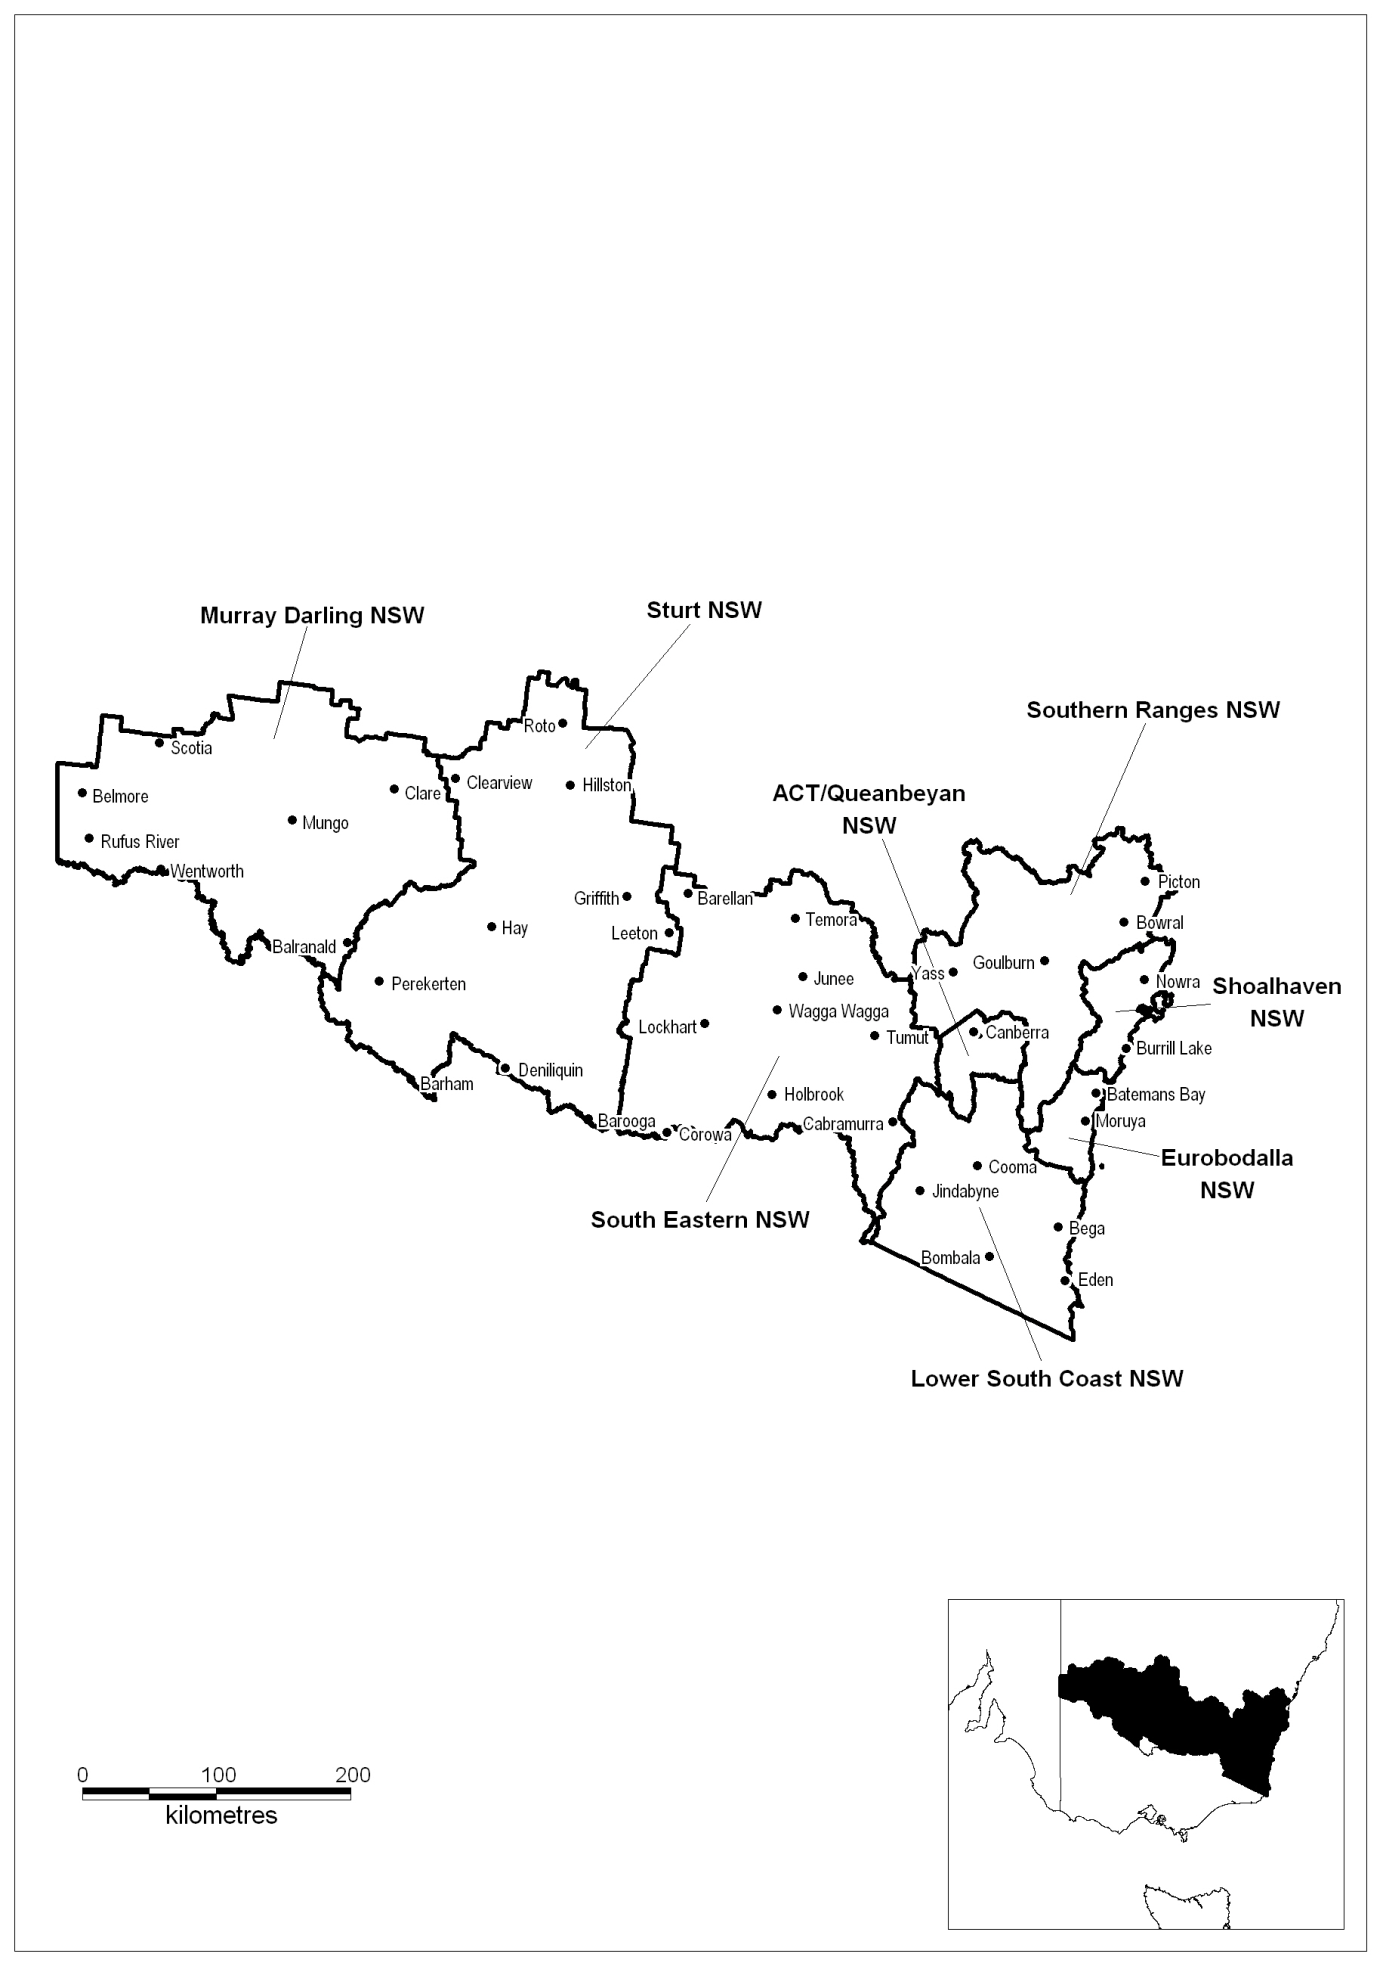 Murray Darling NSW
Sturt NSW
Southern Ranges NSW
Roto
Scotia
Clearview
Hillston
ACT/Queanbeyan
NSW
Belmore
Clare
Mungo
Rufus River
Wentworth
Picton
Griffith
Barellan
Temora
Bowral
Hay
Leeton
Balranald
Goulburn
Yass
Perekerten
Junee
Nowra
Shoalhaven
NSW
Wagga Wagga
Lockhart
Tumut
Canberra
Burrill Lake
Deniliquin
Barham
Holbrook
Batemans Bay
Barooga
Corowa
Cabramurra
Moruya
Eurobodalla
NSW
Cooma
Jindabyne
South Eastern NSW
Bega
Bombala
Eden
Lower South Coast NSW
0 100 200
kilometres